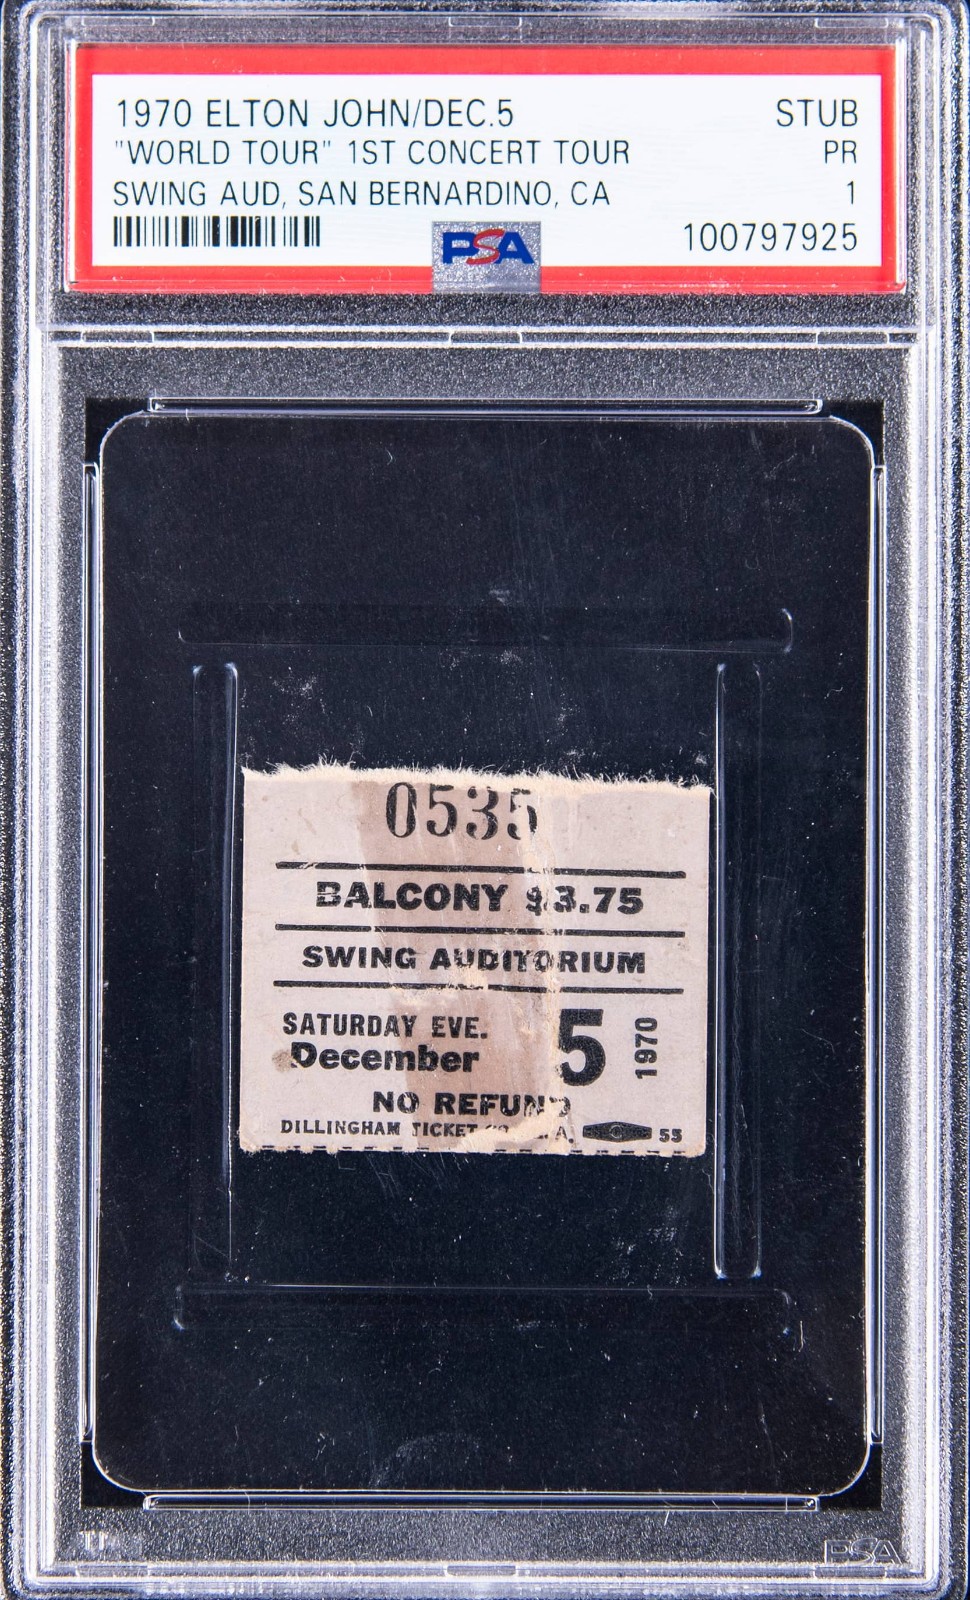 1970 ELTON JOHN/DEC.5 STUB
"WORLD TOUR" 1ST CONCERT TOUR PR
SWING AUD, SAN BERNARDINO, CA 1
PSA 100797925
0535
BALCONY $3.75
SWING AUDITORIUM
SATURDAY EVE.
December 5 1970
NO REFUND
DILLINGHAM TICKET 55
PSA